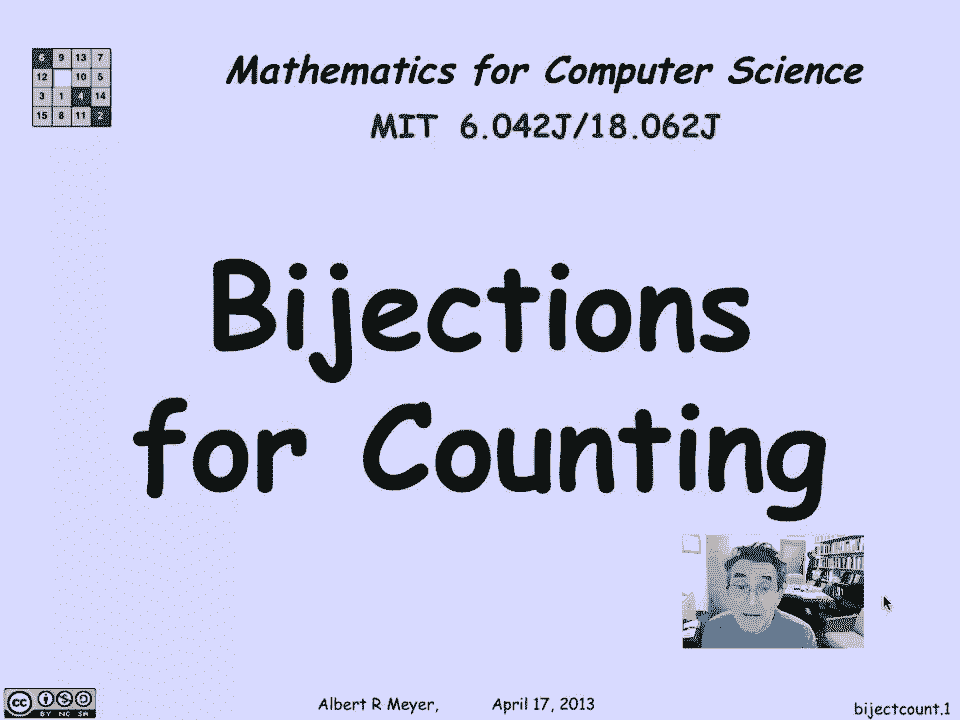 Mathematics for Computer Science
MIT 6.042J/18.062J
9 13 7
12 10 5
3 1 4 14
15 8 11 2
Bijections
for Counting
cc
BY NC SA
Albert R Meyer, April 17, 2013
bijectcount.1